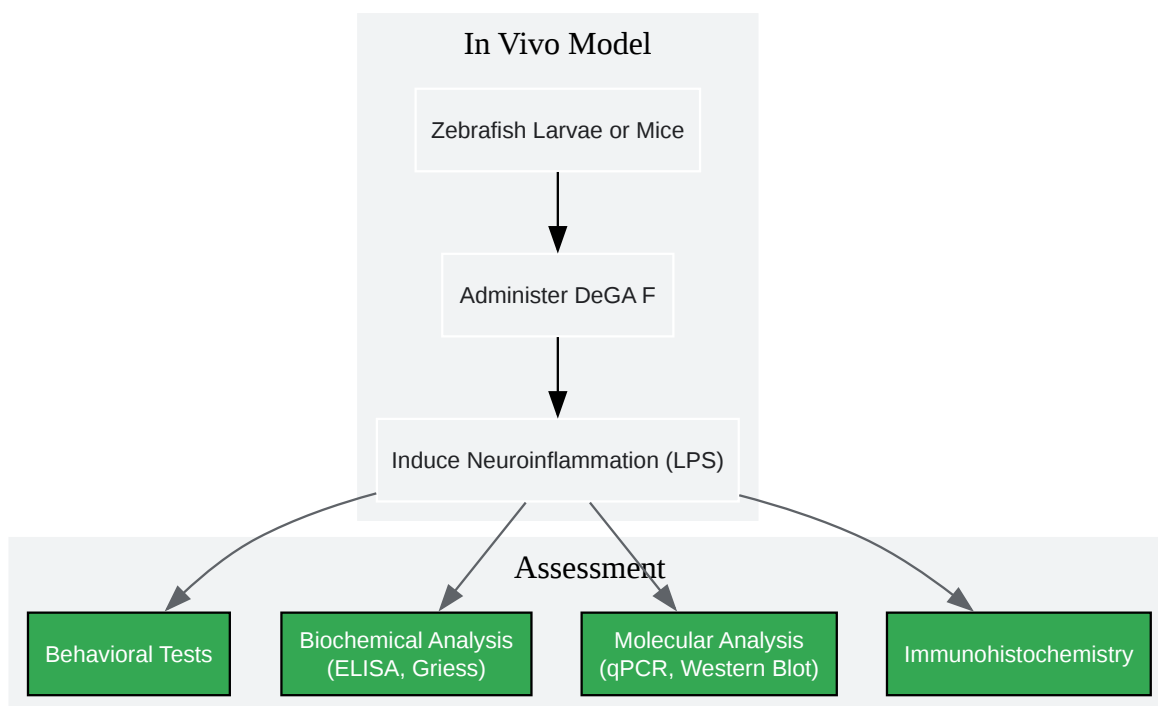 In Vivo Model
Zebrafish Larvae or Mice
Administer DeGA F
Induce Neuroinflammation (LPS)
Assessment
Behavioral Tests
Biochemical Analysis
(ELISA, Griess)
Molecular Analysis
(qPCR, Western Blot)
Immunohistochemistry